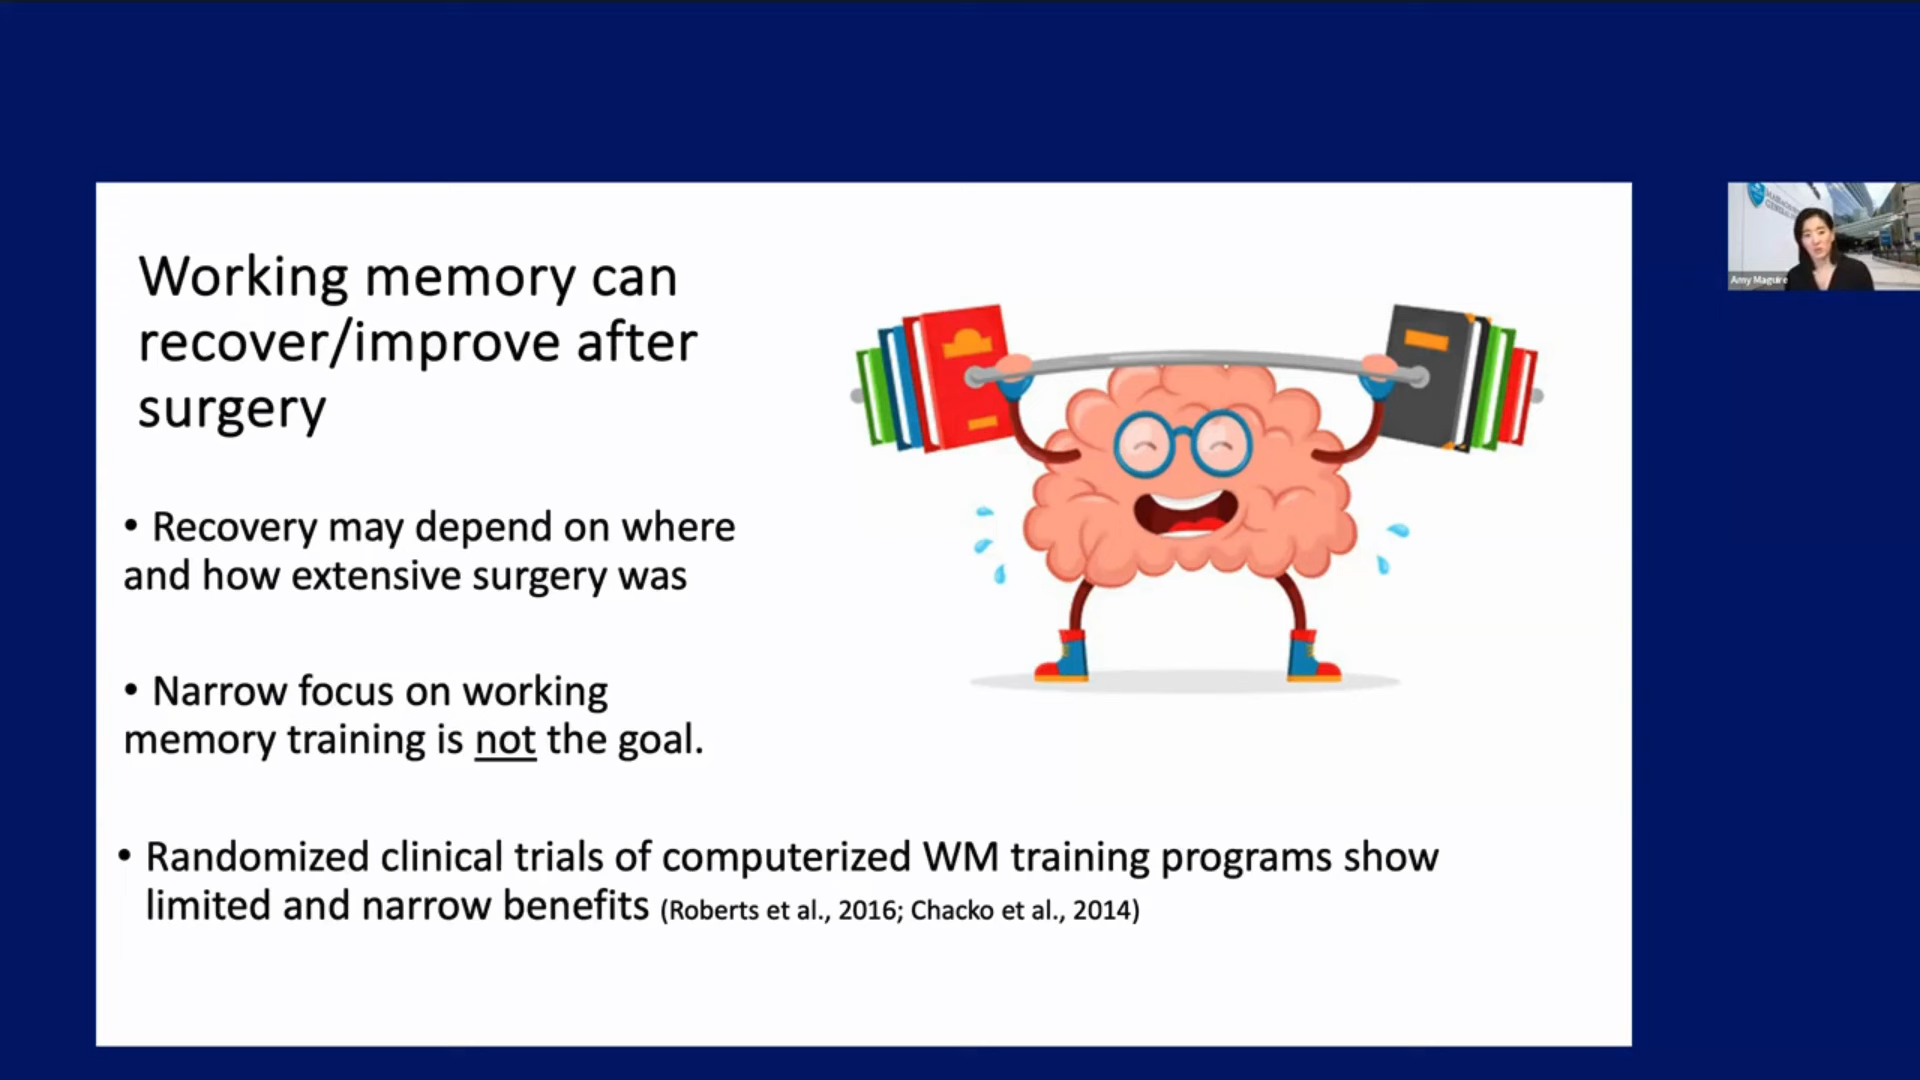 Working memory can
recover/improve after
surgery
• Recovery may depend on where
and how extensive surgery was
• Narrow focus on working
memory training is not the goal.
• Randomized clinical trials of computerized WM training programs show
limited and narrow benefits (Roberts et al., 2016; Chacko et al., 2014)
Amy Maguire